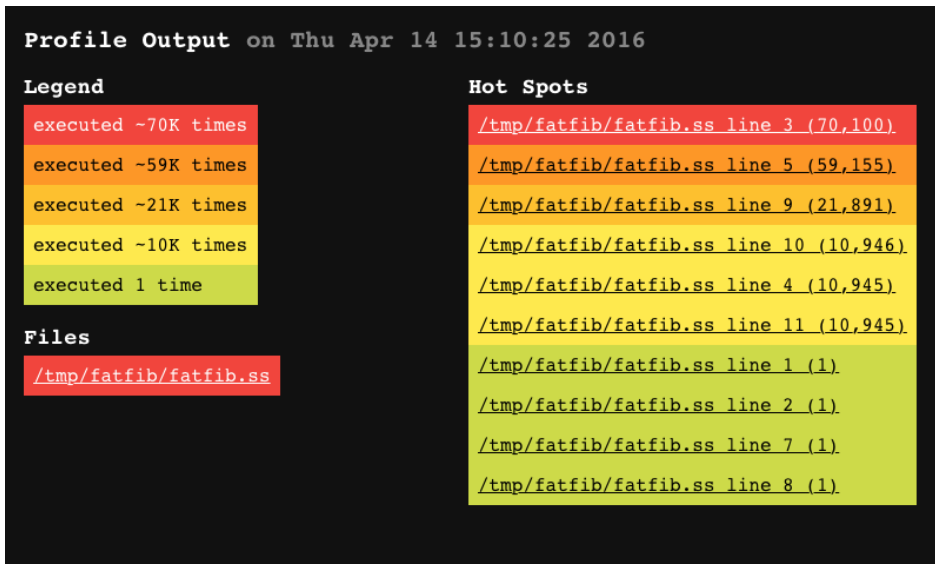 Profile Output on Thu Apr 14 15:10:25 2016
Legend
executed ~70K times
executed ~59K times
executed ~21K times
executed ~10K times
executed 1 time
Files
/tmp/fatfib/fatfib.ss
Hot Spots
/tmp/fatfib/fatfib.ss line 3 (70,100)
/tmp/fatfib/fatfib.ss line 5 (59,155)
/tmp/fatfib/fatfib.ss line 9 (21,891)
/tmp/fatfib/fatfib.ss line 10 (10,946)
/tmp/fatfib/fatfib.ss line 4 (10,945)
/tmp/fatfib/fatfib.ss line 11 (10,945)
/tmp/fatfib/fatfib.ss line 1 (1)
/tmp/fatfib/fatfib.ss line 2 (1)
/tmp/fatfib/fatfib.ss line 7 (1)
/tmp/fatfib/fatfib.ss line 8 (1)